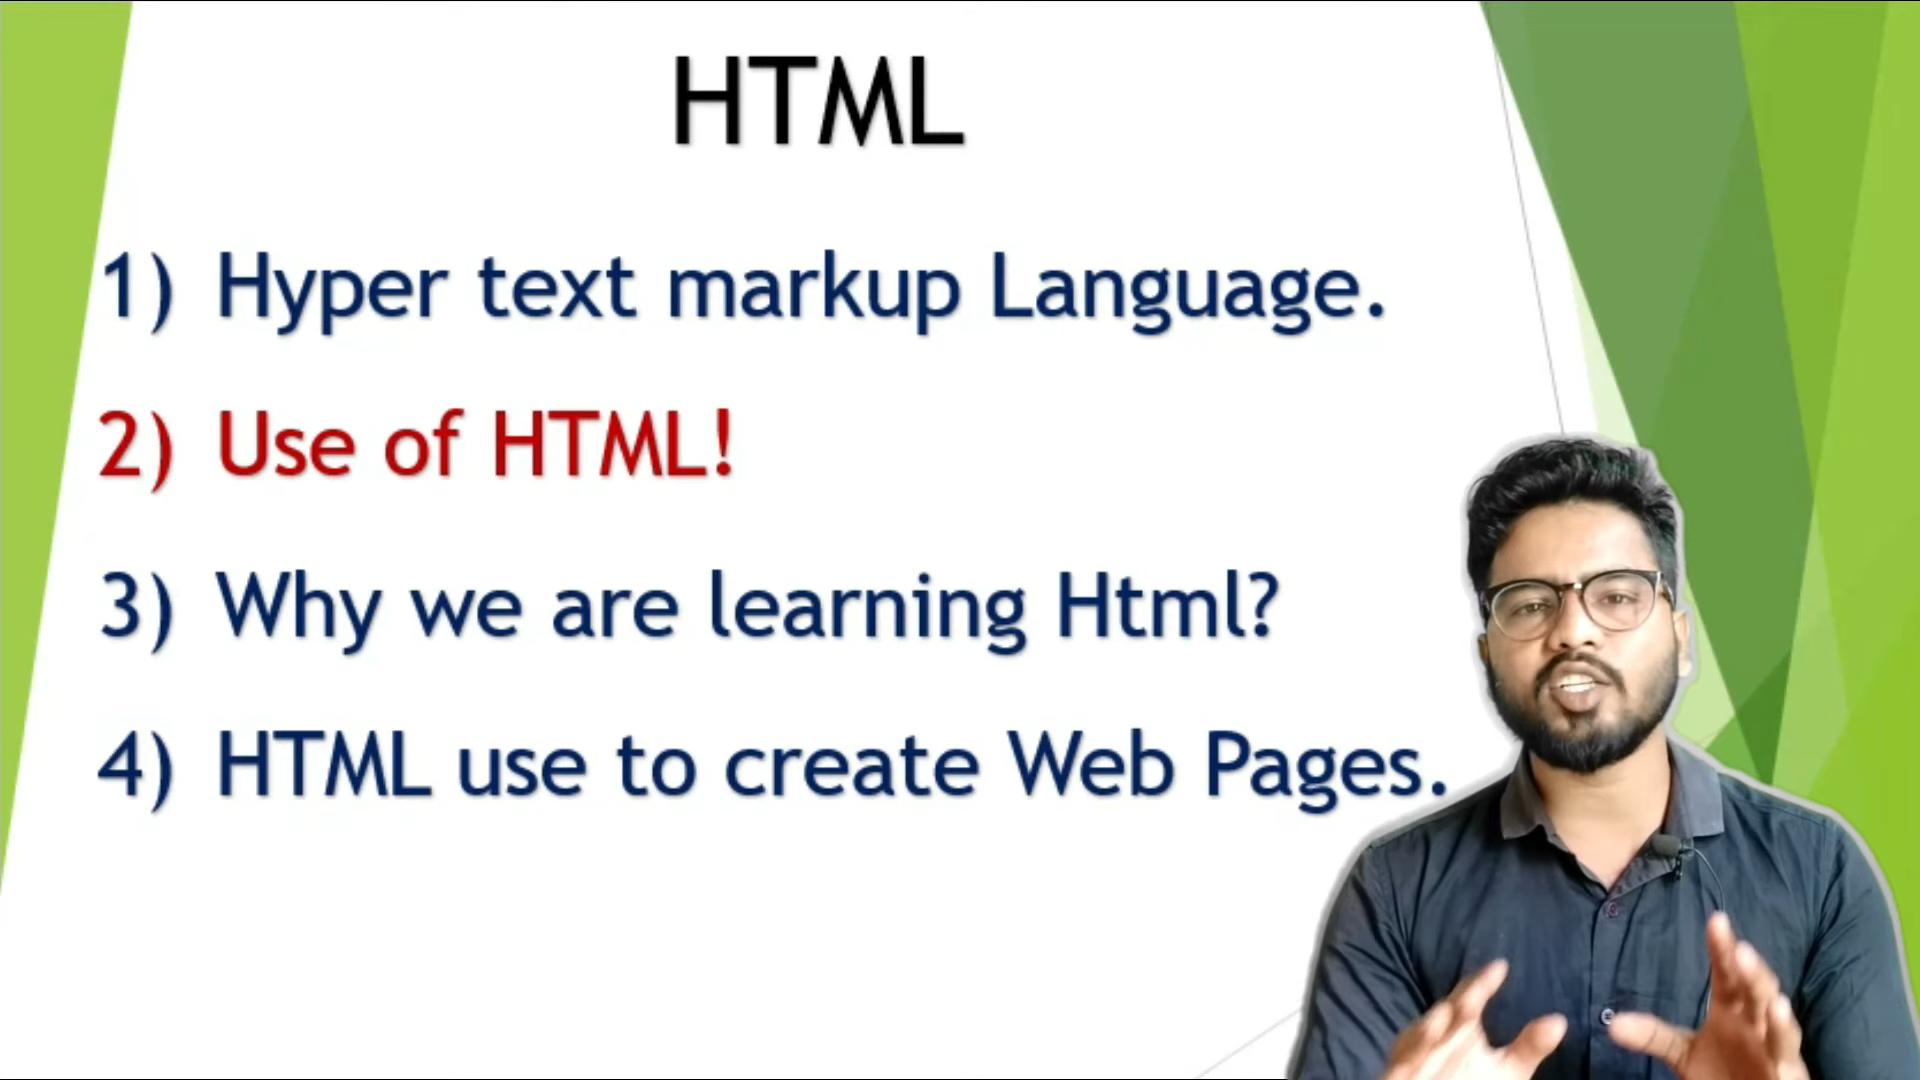 HTML
1) Hyper text markup Language.
2) Use of HTML!
3) Why we are learning Html?
4) HTML use to create Web Pages.